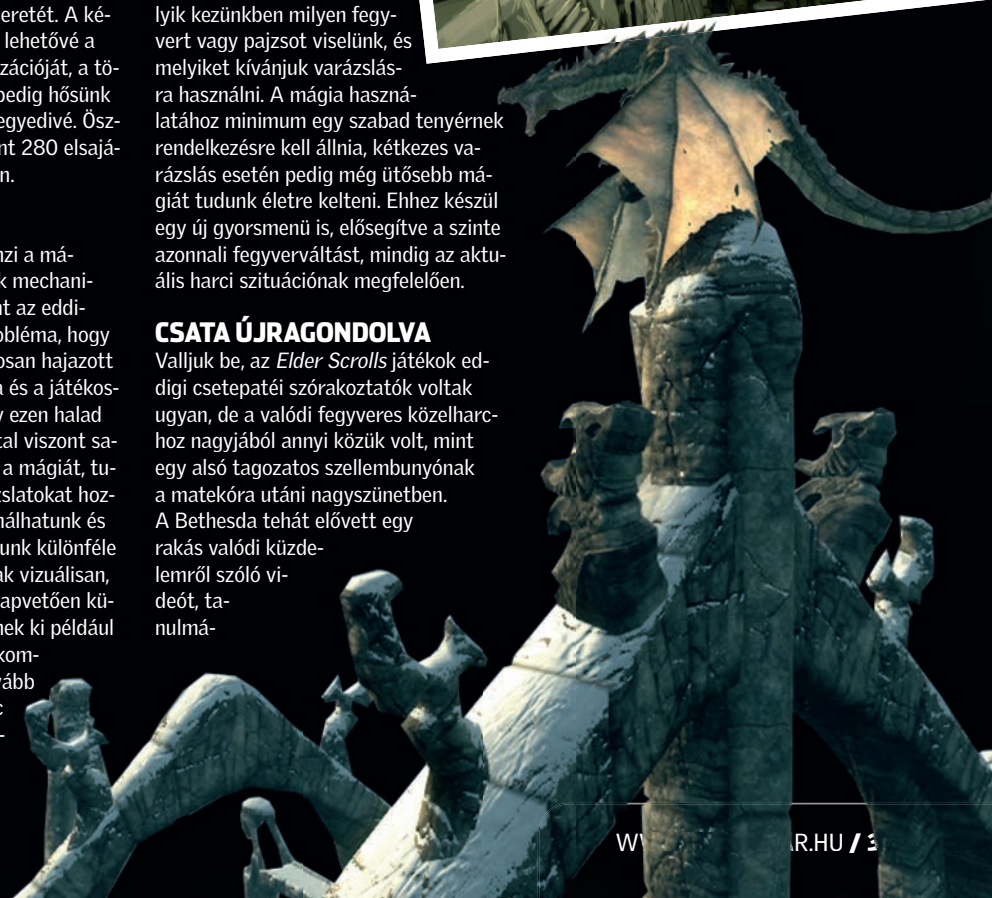 eretét. A ké-
lehetővé a
zációját, a tö-
pedig hősünk
egyedivé. Ösz-
nt 280 elsajá-
n.
nzi a má-
k mechani-
nt az eddi-
obléma, hogy
osan hajazott
a és a játékos-
y ezen halad
tal viszont sa-
a mágiát, tu-
zslatokat hoz-
nálhatunk és
unk különféle
ak vizuálisan,
apvetően kü-
nek ki például
kom-
vább
c
-
lyik kezünkben milyen fegy-
vert vagy pajzsot viselünk, és
melyiket kívánjuk varázslás-
ra használni. A mágia haszná-
latához minimum egy szabad tenyérnek
rendelkezésre kell állnia, kétkezes va-
rázslás esetén pedig még ütősebb má-
giát tudunk életre kelteni. Ehhez készül
egy új gyorsmenü is, elősegítve a szinte
azonnali fegyverváltást, mindig az aktu-
ális harci szituációnak megfelelően.
CSATA ÚJRAGONDOLVA
Valljuk be, az Elder Scrolls játékok ed-
digi csetepatéi szórakoztatók voltak
ugyan, de a valódi fegyveres közelharc-
hoz nagyjából annyi közük volt, mint
egy alsó tagozatos szellembunyónak
a matekóra utáni nagyszünetben.
A Bethesda tehát elővett egy
rakás valódi küzde-
lemről szóló vi-
deót, ta-
nulmá-
AR.HU / 3